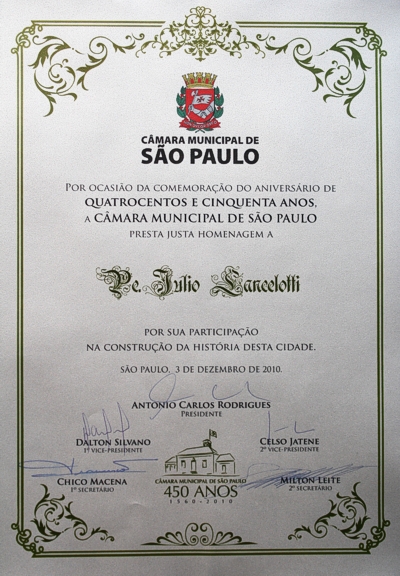 CÂMARA MUNICIPAL DE
SÃO PAULO
POR OCASIÃO DA COMEMORAÇÃO DO ANIVERSÁRIO DE
QUATROCENTOS E CINQUENTA ANOS,
A CÂMARA MUNICIPAL DE SÃO PAULO
PRESTA JUSTA HOMENAGEM A
Pe. Julio Lancelotti
POR SUA PARTICIPAÇÃO
NA CONSTRUÇÃO DA HISTÓRIA DESTA CIDADE.
SÃO PAULO, 3 DE DEZEMBRO DE 2010.
ANTONIO CARLOS RODRIGUES
PRESIDENTE
DALTON SILVANO
1º VICE-PRESIDENTE
CELSO JATENE
2º VICE-PRESIDENTE
CHICO MACENA
1º SECRETÁRIO
CÂMARA MUNICIPAL DE SÃO PAULO
450 ANOS
1560-2010
MILTON LEITE
2º SECRETÁRIO